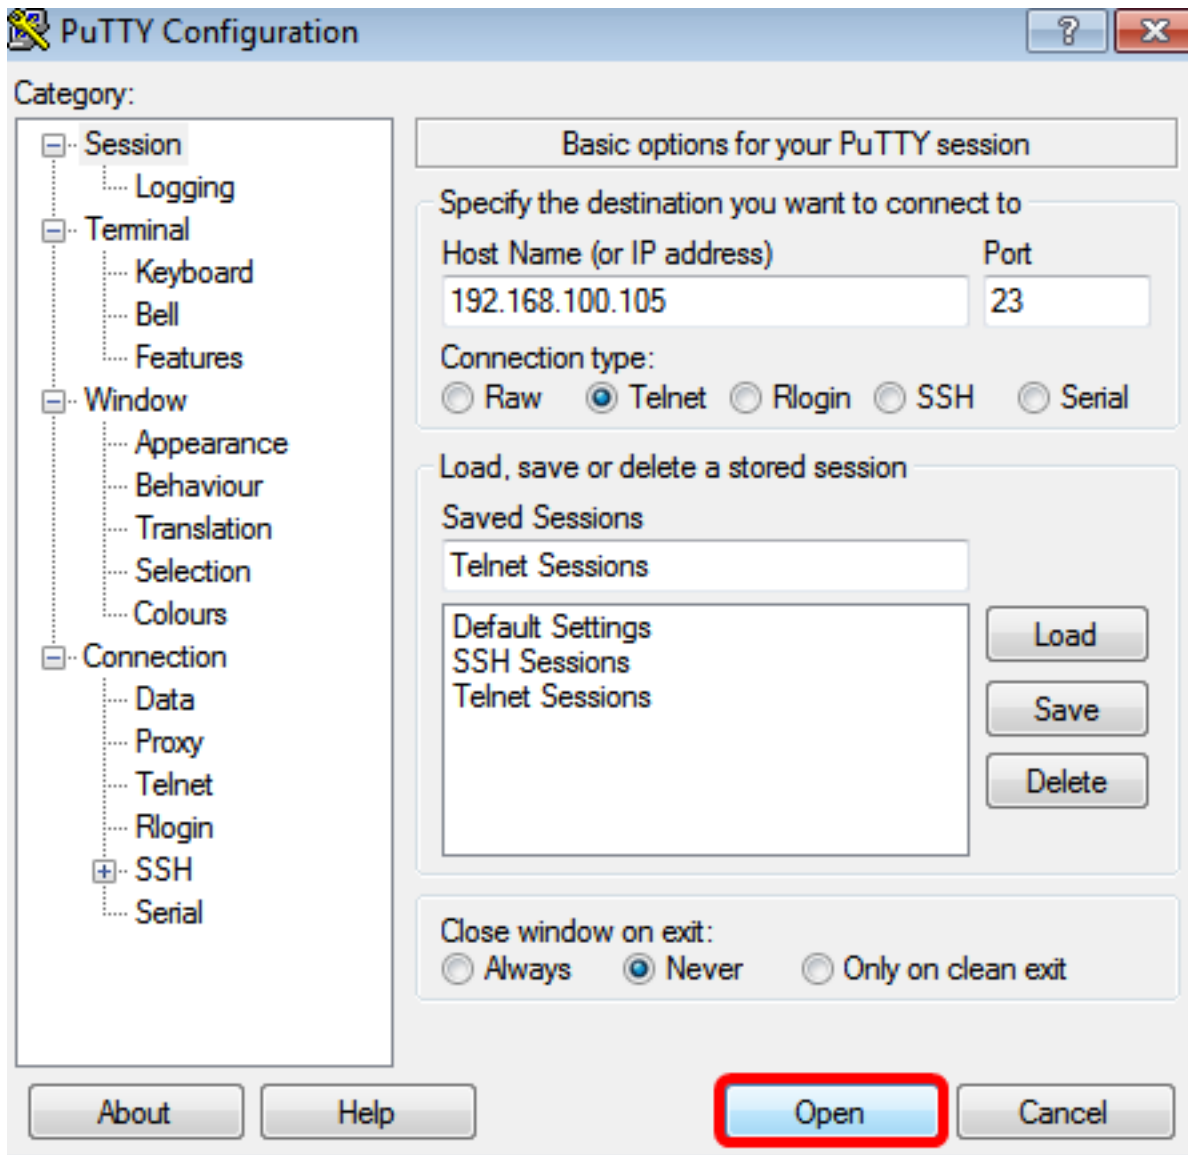 PuTTY Configuration
Category:
Session
Logging
Terminal
Keyboard
Bell
Features
Window
Appearance
Behaviour
Translation
Selection
Colours
Connection
Data
Proxy
Telnet
Rlogin
SSH
Serial
Basic options for your PuTTY session
Specify the destination you want to connect to
Host Name (or IP address) Port
192.168.100.105 23
Connection type:
Raw Telnet Rlogin SSH Serial
Load, save or delete a stored session
Saved Sessions
Telnet Sessions
Default Settings
SSH Sessions
Telnet Sessions
Load
Save
Delete
Close window on exit:
Always Never Only on clean exit
About Help Open Cancel